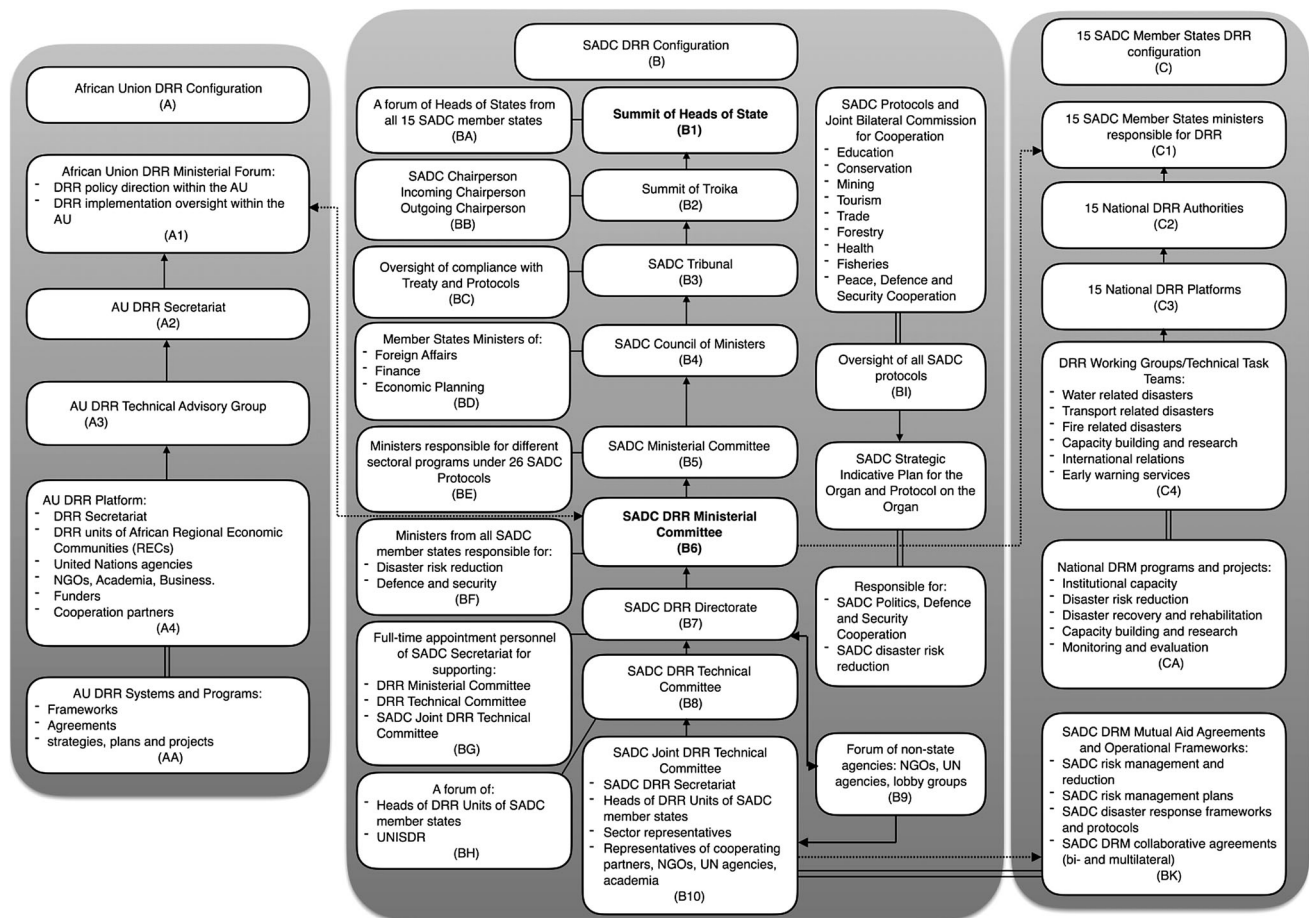 African Union DRR Configuration
(A)
African Union DRR Ministerial Forum:
- DRR policy direction within the AU
- DRR implementation oversight within the
AU
(A1)
AU DRR Secretariat
(A2)
AU DRR Technical Advisory Group
(A3)
AU DRR Platform:
- DRR Secretariat
- DRR units of African Regional Economic
Communities (RECs)
- United Nations agencies
- NGOs, Academia, Business.
- Funders
- Cooperation partners
(A4)
AU DRR Systems and Programs:
- Frameworks
- Agreements
- strategies, plans and projects
(AA)
SADC DRR Configuration
(B)
A forum of Heads of States from
all 15 SADC member states
(BA)
SADC Chairperson
Incoming Chairperson
Outgoing Chairperson
(BB)
Oversight of compliance with
Treaty and Protocols
(BC)
Member States Ministers of:
- Foreign Affairs
- Finance
- Economic Planning
(BD)
Ministers responsible for different
sectoral programs under 26 SADC
Protocols
(BE)
Ministers from all SADC
member states responsible for:
- Disaster risk reduction
- Defence and security
(BF)
Full-time appointment personnel
of SADC Secretariat for
supporting:
- DRR Ministerial Committee
- DRR Technical Committee
- SADC Joint DRR Technical
Committee
(BG)
A forum of:
- Heads of DRR Units of SADC
member states
- UNISDR
(BH)
Summit of Heads of State
(B1)
Summit of Troika
(B2)
SADC Tribunal
(B3)
SADC Council of Ministers
(B4)
SADC Ministerial Committee
(B5)
SADC DRR Ministerial
Committee
(B6)
SADC DRR Directorate
(B7)
SADC DRR Technical
Committee
(B8)
SADC Joint DRR Technical
Committee
- SADC DRR Secretariat
- Heads of DRR Units of SADC
member states
- Sector representatives
- Representatives of cooperating
partners, NGOs, UN agencies,
academia
(B10)
SADC Protocols and
Joint Bilateral Commission
for Cooperation
- Education
- Conservation
- Mining
- Tourism
- Trade
- Forestry
- Health
- Fisheries
- Peace, Defence and
Security Cooperation
Oversight of all SADC
protocols
(BI)
SADC Strategic
Indicative Plan for the
Organ and Protocol on the
Organ
Responsible for:
- SADC Politics, Defence
and Security
Cooperation
- SADC disaster risk
reduction
Forum of non-state
agencies: NGOs, UN
agencies, lobby groups
(B9)
15 SADC Member States DRR
configuration
(C)
15 SADC Member States ministers
responsible for DRR
(C1)
15 National DRR Authorities
(C2)
15 National DRR Platforms
(C3)
DRR Working Groups/Technical Task
Teams:
- Water related disasters
- Transport related disasters
- Fire related disasters
- Capacity building and research
- International relations
- Early warning services
(C4)
National DRM programs and projects:
- Institutional capacity
- Disaster risk reduction
- Disaster recovery and rehabilitation
- Capacity building and research
- Monitoring and evaluation
(CA)
SADC DRM Mutual Aid Agreements
and Operational Frameworks:
- SADC risk management and
reduction
- SADC risk management plans
- SADC disaster response frameworks
and protocols
- SADC DRM collaborative agreements
(bi- and multilateral)
(BK)